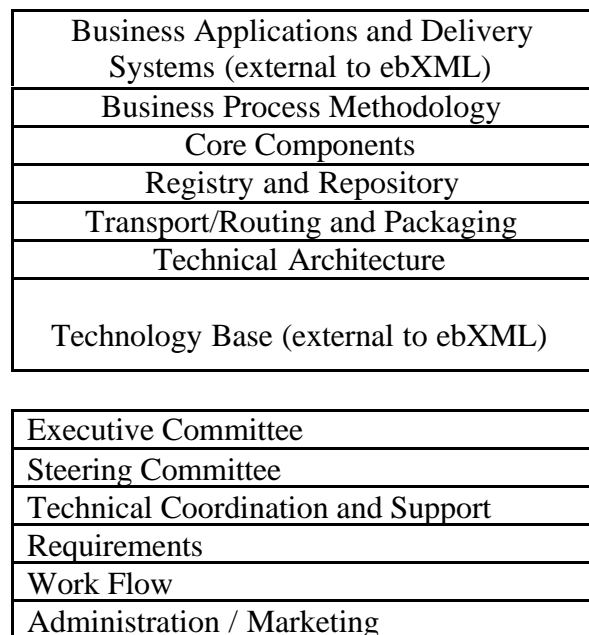 Business Applications and Delivery
Systems (external to ebXML)
Business Process Methodology
Core Components
Registry and Repository
Transport/Routing and Packaging
Technical Architecture
Technology Base (external to ebXML)
Executive Committee
Steering Committee
Technical Coordination and Support
Requirements
Work Flow
Administration / Marketing